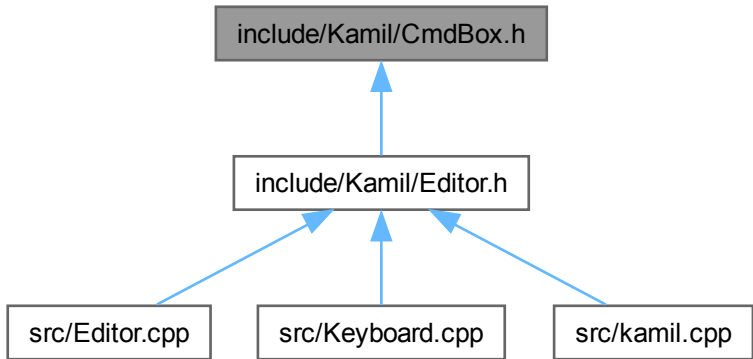 include/Kamil/CmdBox.h
include/Kamil/Editor.h
src/Editor.cpp
src/Keyboard.cpp
src/kamil.cpp